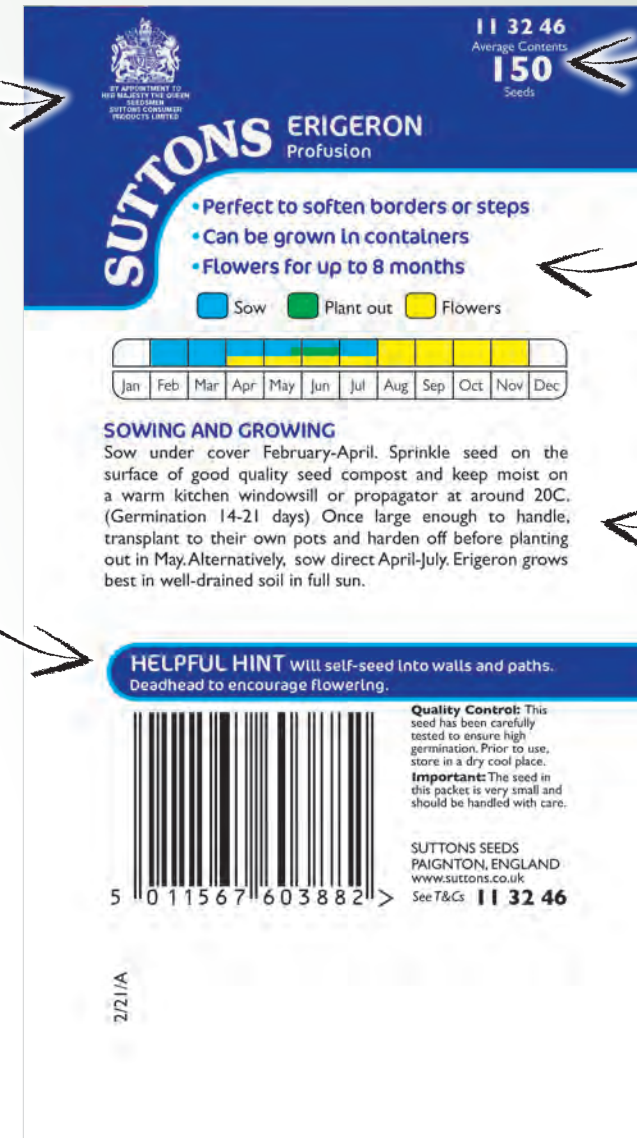 11 32 46
Average Contents
150
Seeds
BY APPOINTMENT TO
HER MAJESTY THE QUEEN
SEEDSMEN
SUTTONS CONSUMER
PRODUCTS LIMITED
SUTTONS
ERIGERON
Profusion
•Perfect to soften borders or steps
•Can be grown in containers
•Flowers for up to 8 months
Sow Plant out Flowers
Jan Feb Mar Apr May Jun Jul Aug Sep Oct Nov Dec
SOWING AND GROWING
Sow under cover February-April. Sprinkle seed on the
surface of good quality seed compost and keep moist on
a warm kitchen windowsill or propagator at around 20C.
(Germination 14-21 days) Once large enough to handle,
transplant to their own pots and harden off before planting
out in May. Alternatively, sow direct April-July. Erigeron grows
best in well-drained soil in full sun.
HELPFUL HINT Will self-seed into walls and paths.
Deadhead to encourage flowering.
Quality Control: This
seed has been carefully
tested to ensure high
germination. Prior to use,
store in a dry cool place.
Important: The seed in
this packet is very small and
should be handled with care.
SUTTONS SEEDS
PAIGNTON, ENGLAND
www.suttons.co.uk
See T&Cs 11 32 46
5 011567 603882 >
2/21/A